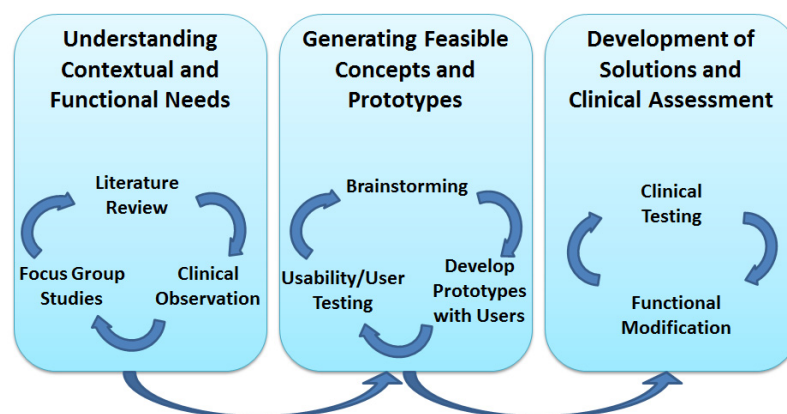 Understanding
Contextual and
Functional Needs
Literature
Review
Focus Group
Studies
Clinical
Observation
Generating Feasible
Concepts and
Prototypes
Brainstorming
Usability/User
Testing
Develop
Prototypes
with Users
Development of
Solutions and
Clinical Assessment
Clinical
Testing
Functional
Modification